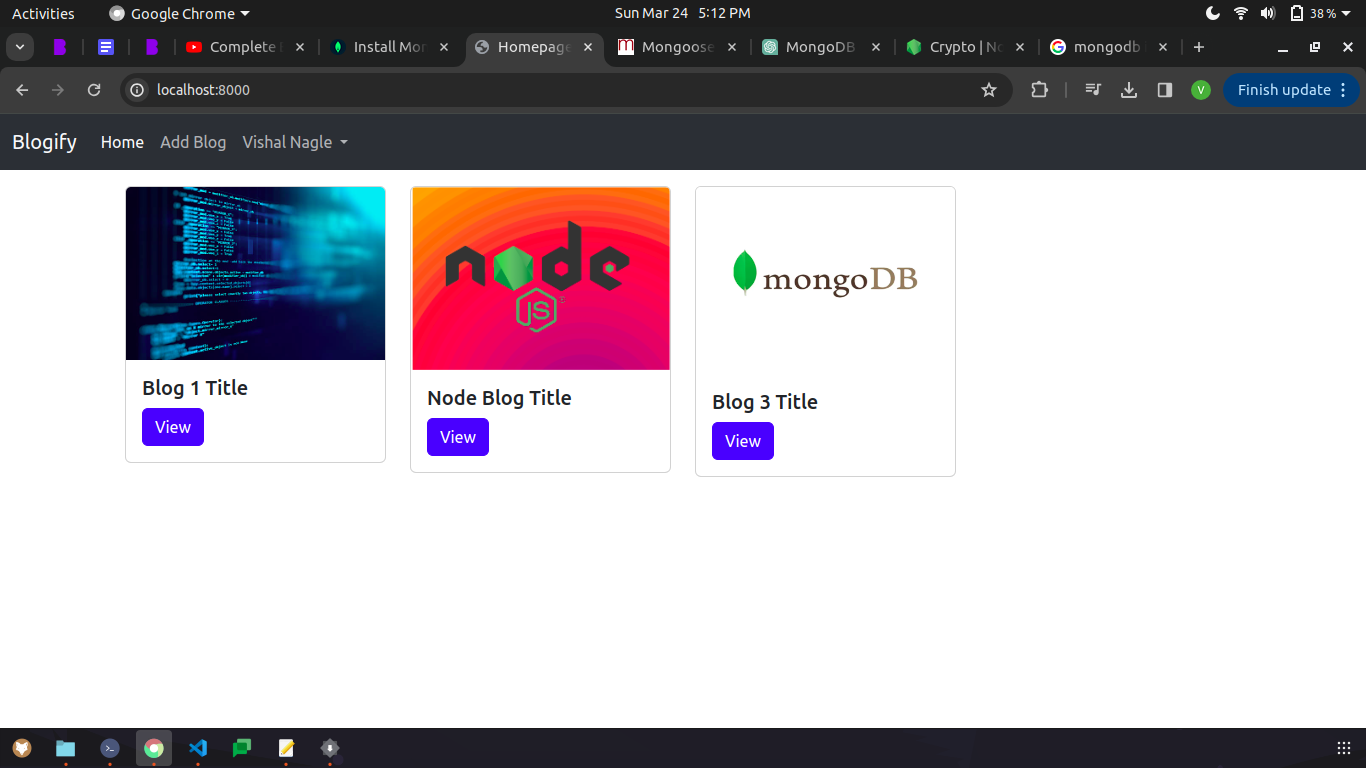 Activities
Google Chrome
Sun Mar 24 5:12 PM
38 %
Complete
Install Mon
Homepage
Mongoose
MongoDB
Crypto | No
mongodb
localhost:8000
V
Finish update
Blogify
Home
Add Blog
Vishal Nagle
node
JS
mongoDB
Blog 1 Title
View
Node Blog Title
View
Blog 3 Title
View